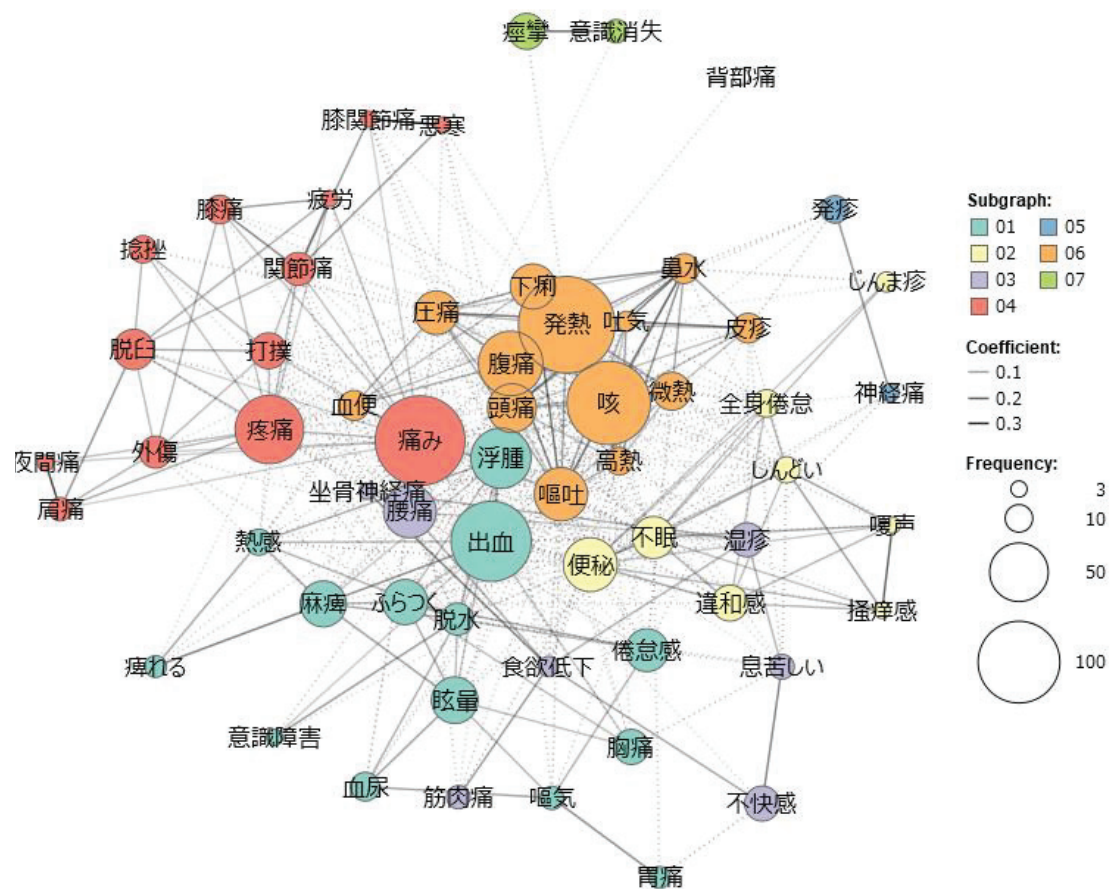 痙攣
意識消失
背部痛
膝関節痛
悪寒
疲労
膝痛
捻挫
関節痛
発疹
じんま疹
鼻水
下痢
圧痛
発熱
吐気
皮疹
脱臼
打撲
腹痛
微熱
神経痛
全身倦怠
血便
頭痛
咳
疼痛
痛み
浮腫
高熱
外傷
夜間痛
しんどい
坐骨神経痛
嘔吐
肩痛
腰痛
嗄声
熱感
出血
不眠
湿疹
便秘
麻痺
ふらつく
脱水
違和感
掻痒感
倦怠感
痺れる
食欲低下
息苦しい
眩暈
意識障害
胸痛
血尿
筋肉痛
嘔気
不快感
胃痛
Subgraph:
01 05
02 06
03 07
04
Coefficient:
0.1
0.2
0.3
Frequency:
3
10
50
100